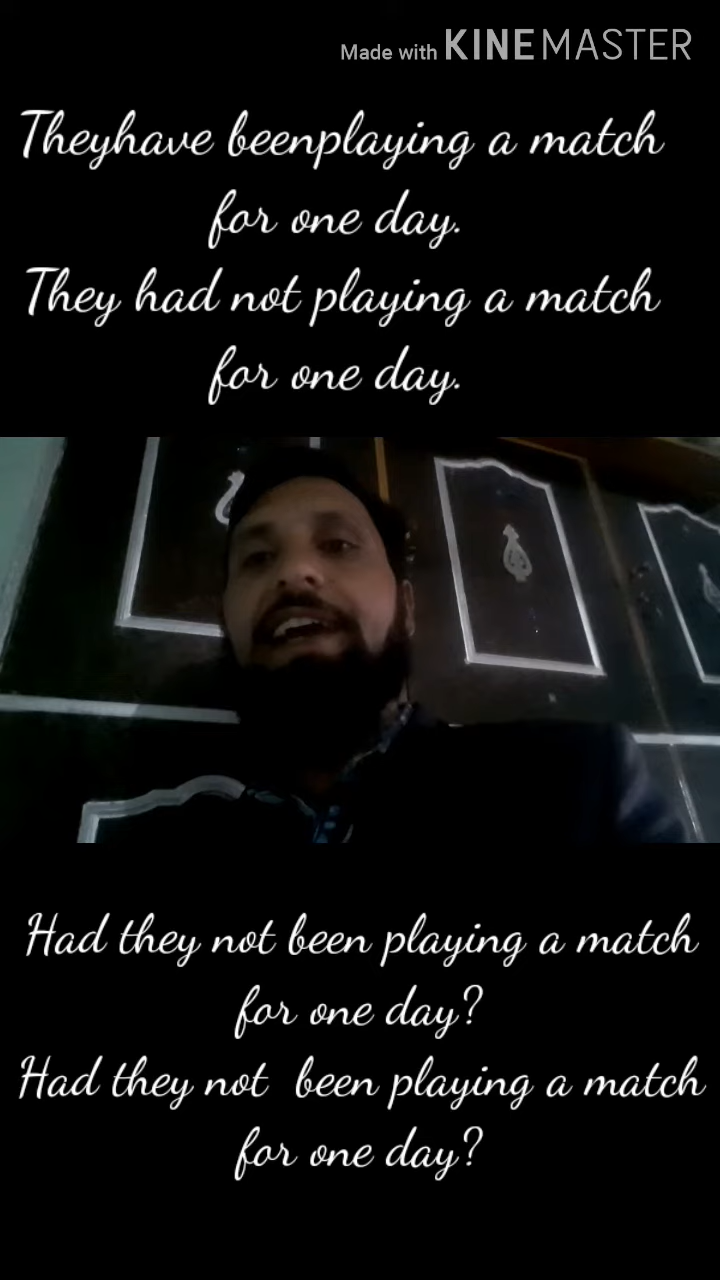 Made with KINEMASTER
Theyhave beenplaying a match
for one day.
They had not playing a match
for one day.
Had they not been playing a match
for one day?
Had they not been playing a match
for one day?